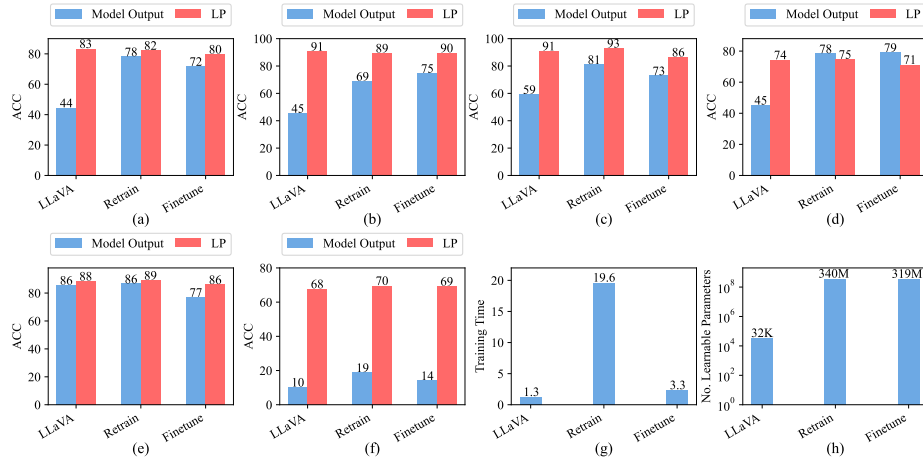 Model Output LP
ACC
80
60
40
20
0
44 83 78 82 72 80
LLaVA Retrain Finetune
(a)
Model Output LP
ACC
100
80
60
40
20
0
45 91 69 89 75 90
LLaVA Retrain Finetune
(b)
Model Output LP
ACC
100
80
60
40
20
0
59 91 81 93 73 86
LLaVA Retrain Finetune
(c)
Model Output LP
ACC
80
60
40
20
0
45 74 78 75 79 71
LLaVA Retrain Finetune
(d)
Model Output LP
ACC
80
60
40
20
0
86 88 86 89 77 86
LLaVA Retrain Finetune
(e)
Model Output LP
ACC
80
60
40
20
0
10 68 19 70 14 69
LLaVA Retrain Finetune
(f)
Training Time
20
15
10
5
0
1.3 19.6 3.3
LLaVA Retrain Finetune
(g)
No. Learnable Parameters
10⁸
10⁶
10⁴
10²
10⁰
32K 340M 319M
LLaVA Retrain Finetune
(h)